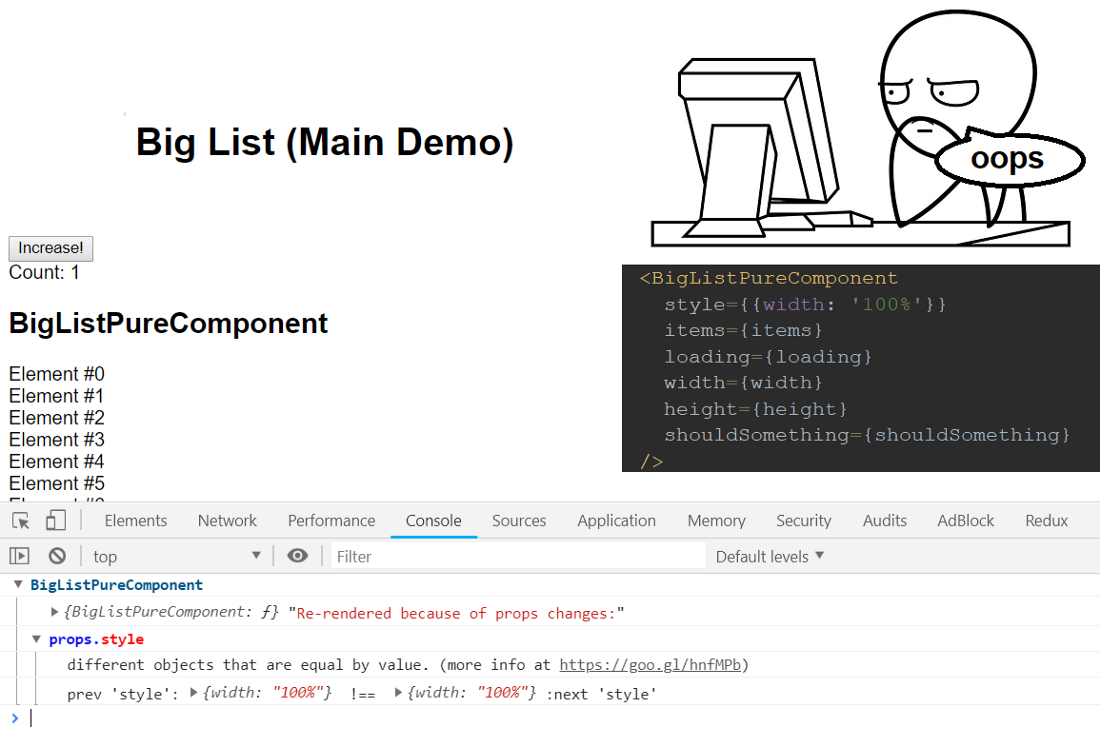 Big List (Main Demo)
oops
Increase!
Count: 1
BigListPureComponent
Element #0
Element #1
Element #2
Element #3
Element #4
Element #5
<BigListPureComponent
style={{width: '100%'}}
items={items}
loading={loading}
width={width}
height={height}
shouldSomething={shouldSomething}
/>
Elements Network Performance Console Sources Application Memory Security Audits AdBlock Redux
top Filter Default levels
BigListPureComponent
{BigListPureComponent: ƒ} "Re-rendered because of props changes:"
props.style
different objects that are equal by value. (more info at https://goo.gl/hnfMPb)
prev 'style': {width: "100%"} !== {width: "100%"} :next 'style'